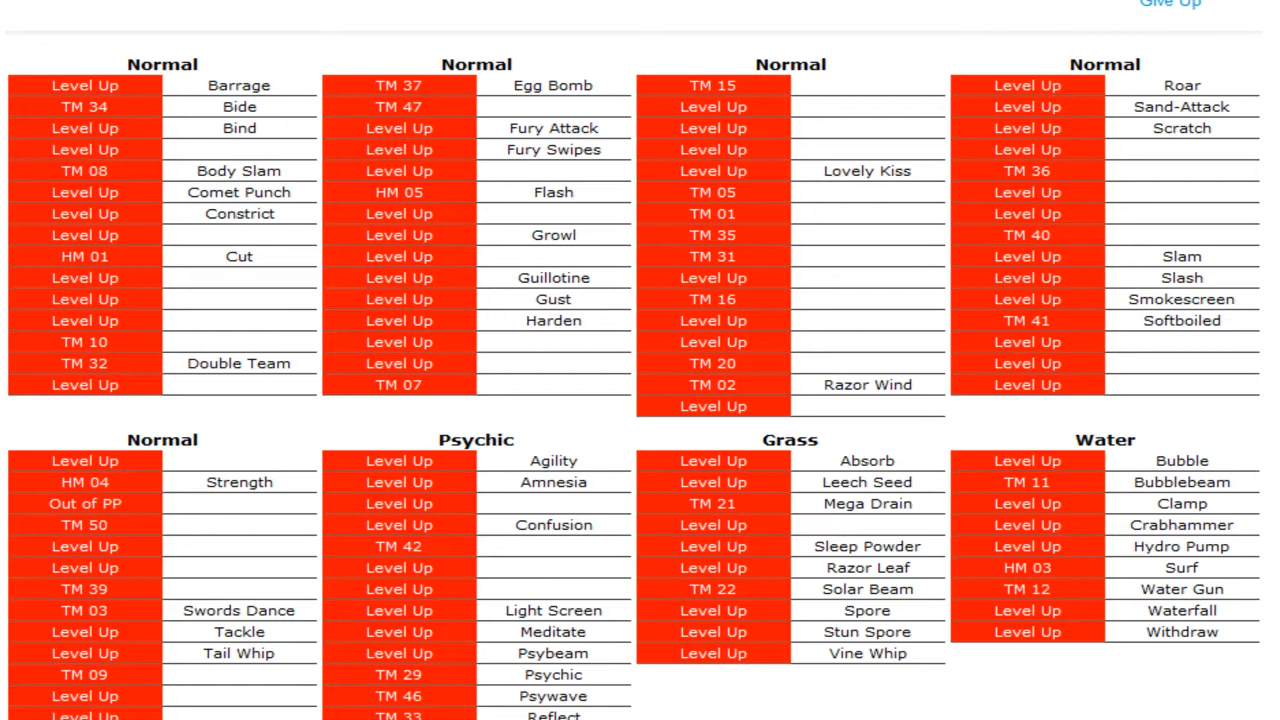 Give Up
Normal Normal Normal Normal
Level Up Barrage TM 37 Egg Bomb TM 15 Level Up Roar
TM 34 Bide TM 47 Level Up Level Up Sand-Attack
Level Up Bind Level Up Fury Attack Level Up Level Up Scratch
Level Up Level Up Fury Swipes Level Up Level Up
TM 08 Body Slam Level Up Level Up Lovely Kiss TM 36
Level Up Comet Punch HM 05 Flash TM 05 Level Up
Level Up Constrict Level Up TM 01 Level Up
Level Up Level Up Growl TM 35 TM 40
HM 01 Cut Level Up TM 31 Level Up Slam
Level Up Level Up Guillotine Level Up Level Up Slash
Level Up Level Up Gust TM 16 Level Up Smokescreen
Level Up Level Up Harden Level Up TM 41 Softboiled
TM 10 Level Up Level Up Level Up
TM 32 Double Team Level Up TM 20 Level Up
Level Up TM 07 TM 02 Razor Wind Level Up
Level Up
Normal Psychic Grass Water
Level Up Level Up Agility Level Up Absorb Level Up Bubble
HM 04 Strength Level Up Amnesia Level Up Leech Seed TM 11 Bubblebeam
Out of PP Level Up TM 21 Mega Drain Level Up Clamp
TM 50 Level Up Confusion Level Up Level Up Crabhammer
Level Up TM 42 Level Up Sleep Powder Level Up Hydro Pump
Level Up Level Up Level Up Razor Leaf HM 03 Surf
TM 39 Level Up TM 22 Solar Beam TM 12 Water Gun
TM 03 Swords Dance Level Up Light Screen Level Up Spore Level Up Waterfall
Level Up Tackle Level Up Meditate Level Up Stun Spore Level Up Withdraw
Level Up Tail Whip Level Up Psybeam Level Up Vine Whip
TM 09 TM 29 Psychic
Level Up TM 46 Psywave
Level Up TM 33 Reflect